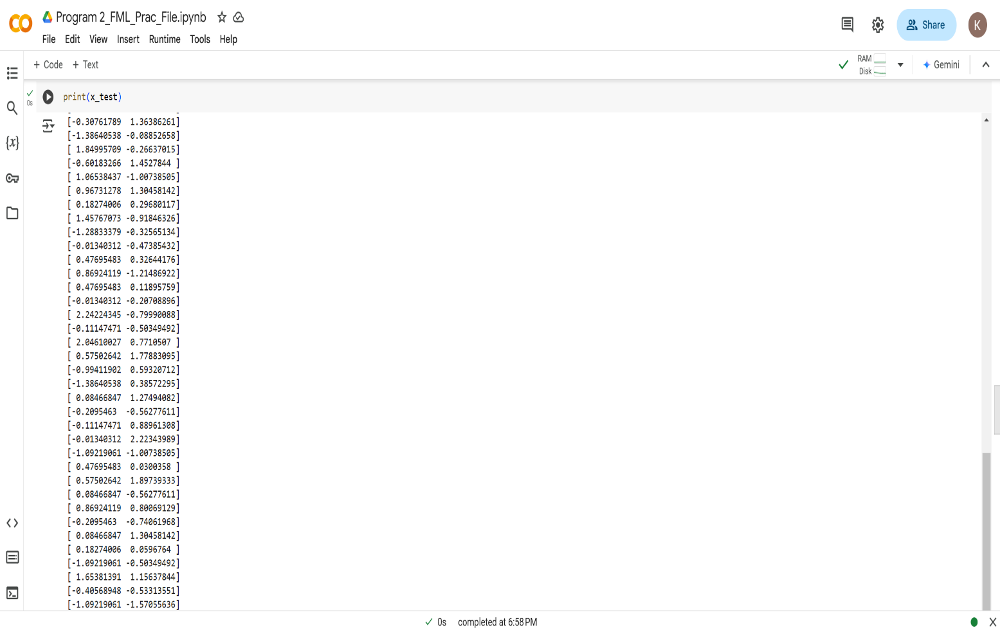 Program 2_FML_Prac_File.ipynb
File Edit View Insert Runtime Tools Help
Share
K
+ Code + Text
RAM
Disk
Gemini
0s
print(x_test)
{x}
[-0.30761789  1.36386261]
[-1.38640538 -0.08852658]
[ 1.84995709 -0.26637015]
[-0.60183266  1.4527844 ]
[ 1.06538437 -1.00738505]
[ 0.96731278  1.30458142]
[ 0.18274006  0.29680117]
[ 1.45767073 -0.91846326]
[-1.28833379 -0.32565134]
[-0.01340312 -0.47385432]
[ 0.47695483  0.32644176]
[ 0.86924119 -1.21486922]
[ 0.47695483  0.11895759]
[-0.01340312 -0.20708896]
[ 2.24224345 -0.79990088]
[-0.11147471 -0.50349492]
[ 2.04610027  0.7710507 ]
[ 0.57502642  1.77883095]
[-0.99411902  0.59320712]
[-1.38640538  0.38572295]
[ 0.08466847  1.27494082]
[-0.2095463  -0.56277611]
[-0.11147471  0.88961308]
[-0.01340312  2.22343989]
[-1.09219061 -1.00738505]
[ 0.47695483  0.0300358 ]
[ 0.57502642  1.89739333]
[ 0.08466847 -0.56277611]
[ 0.86924119  0.80069129]
[-0.2095463  -0.74061968]
[ 0.08466847  1.30458142]
[ 0.18274006  0.0596764 ]
[-1.09219061 -0.50349492]
[ 1.65381391  1.15637844]
[-0.40568948 -0.53313551]
[-1.09219061 -1.57055636]
0s completed at 6:58 PM